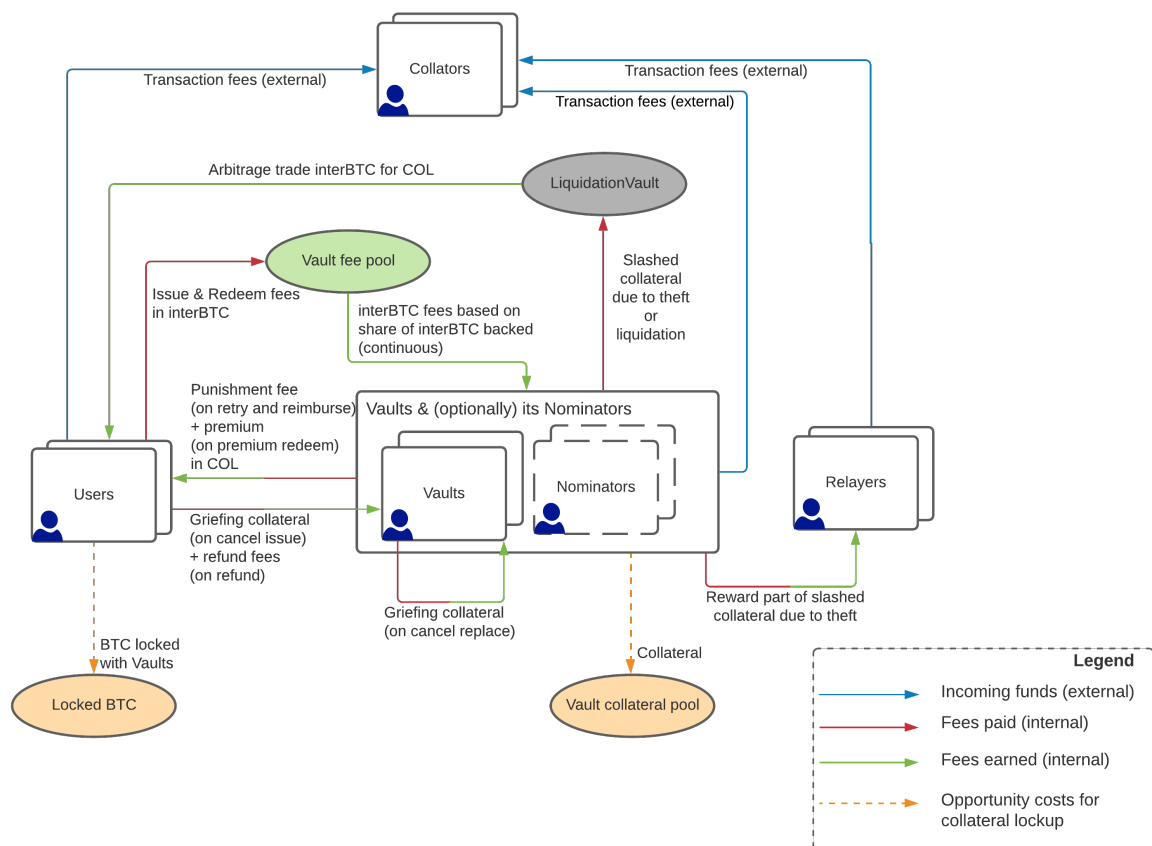 Collators
Transaction fees (external)
Transaction fees (external)
Transaction fees (external)
Arbitrage trade interBTC for COL
LiquidationVault
Vault fee pool
Slashed
collateral
due to theft
or
liquidation
Issue & Redeem fees
in interBTC
interBTC fees based on
share of interBTC backed
(continuous)
Punishment fee
(on retry and reimburse)
+ premium
(on premium redeem)
in COL
Vaults & (optionally) its Nominators
Users
Vaults
Nominators
Relayers
Griefing collateral
(on cancel issue)
+ refund fees
(on refund)
Griefing collateral
(on cancel replace)
Reward part of slashed
collateral due to theft
BTC locked
with Vaults
Collateral
Locked BTC
Vault collateral pool
Legend
Incoming funds (external)
Fees paid (internal)
Fees earned (internal)
Opportunity costs for
collateral lockup